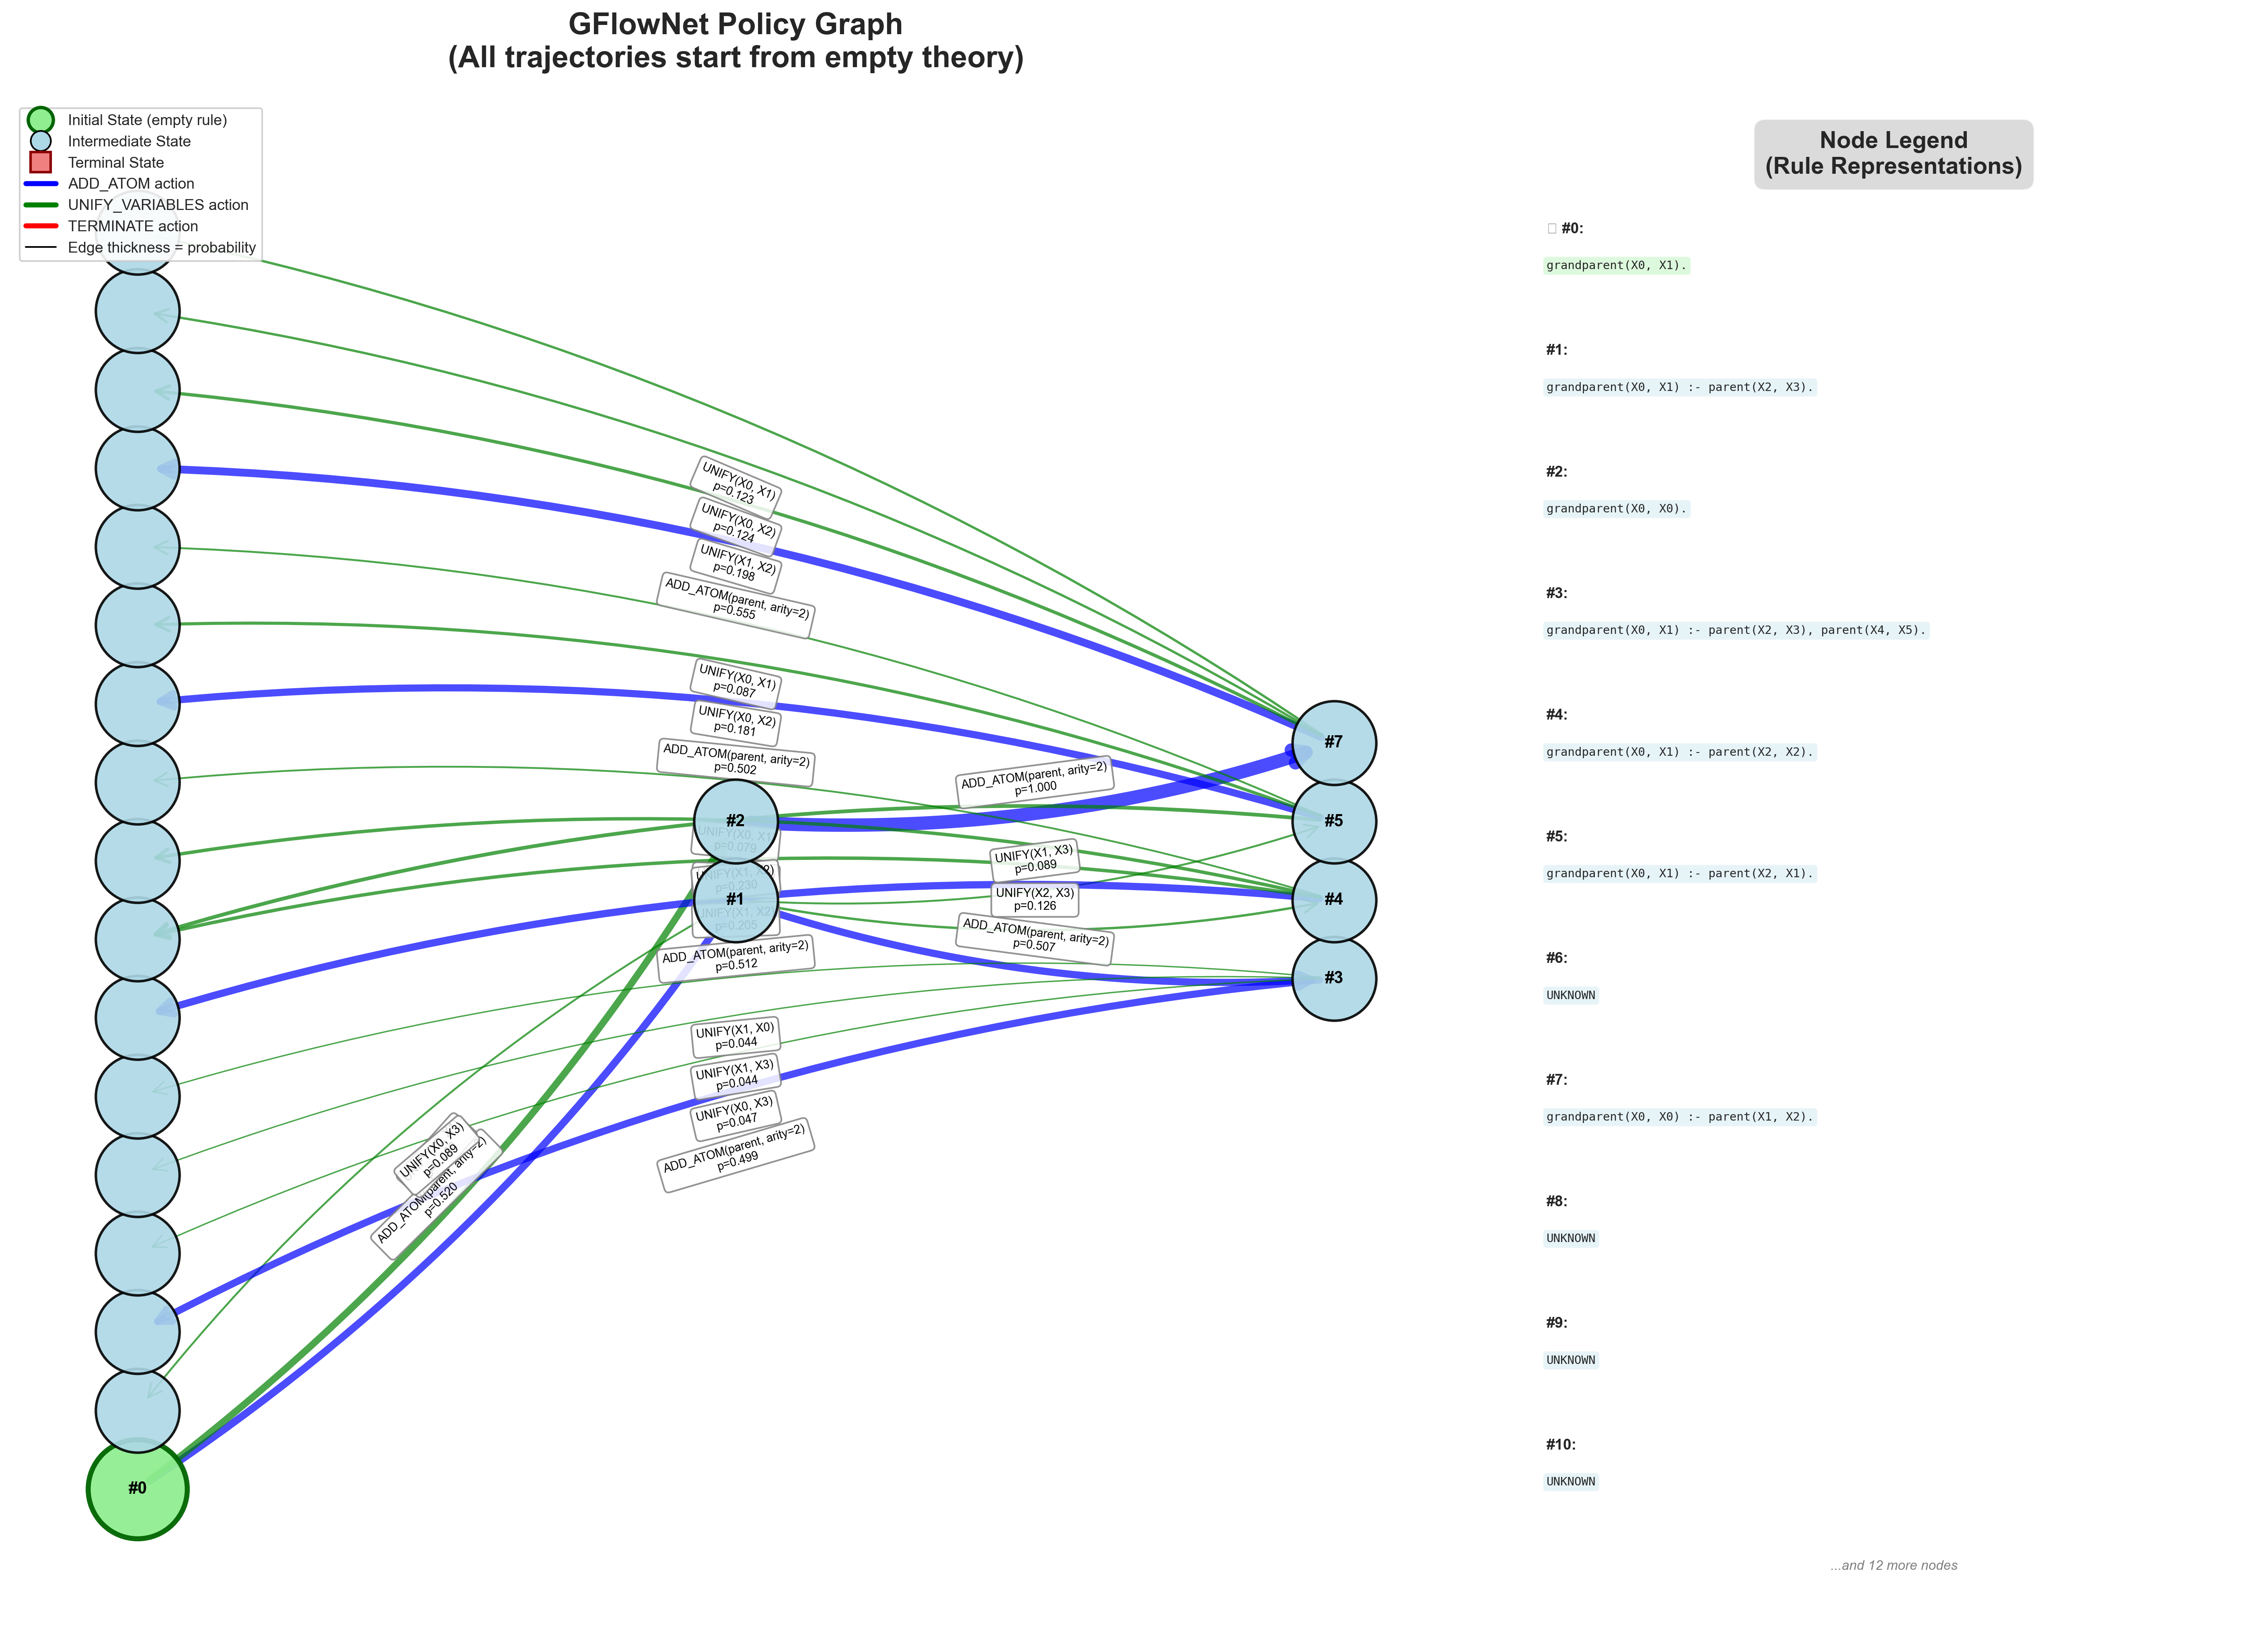 GFlowNet Policy Graph
(All trajectories start from empty theory)
Initial State (empty rule)
Intermediate State
Terminal State
ADD_ATOM action
UNIFY_VARIABLES action
TERMINATE action
Edge thickness = probability
UNIFY(X0, X1)
p=0.123
UNIFY(X0, X2)
p=0.124
UNIFY(X1, X2)
p=0.198
ADD_ATOM(parent, arity=2)
p=0.555
UNIFY(X0, X1)
p=0.087
UNIFY(X0, X2)
p=0.181
ADD_ATOM(parent, arity=2)
p=0.502
#7
ADD_ATOM(parent, arity=2)
p=1.000
#2
#5
UNIFY(X0, X1)
p=0.079
UNIFY(X1, X3)
p=0.089
p=0.230
#1
UNIFY(X2, X3)
p=0.126
#4
UNIFY(X1, X2)
p=0.205
ADD_ATOM(parent, arity=2)
p=0.507
ADD_ATOM(parent, arity=2)
p=0.512
#3
UNIFY(X1, X0)
p=0.044
UNIFY(X1, X3)
p=0.044
UNIFY(X0, X3)
p=0.047
ADD_ATOM(parent, arity=2)
p=0.499
UNIFY(X0, X3)
p=0.089
ADD_ATOM(parent, arity=2)
p=0.520
#0
Node Legend
(Rule Representations)
#0:
grandparent(X0, X1).
#1:
grandparent(X0, X1) :- parent(X2, X3).
#2:
grandparent(X0, X0).
#3:
grandparent(X0, X1) :- parent(X2, X3), parent(X4, X5).
#4:
grandparent(X0, X1) :- parent(X2, X2).
#5:
grandparent(X0, X1) :- parent(X2, X1).
#6:
UNKNOWN
#7:
grandparent(X0, X0) :- parent(X1, X2).
#8:
UNKNOWN
#9:
UNKNOWN
#10:
UNKNOWN
...and 12 more nodes